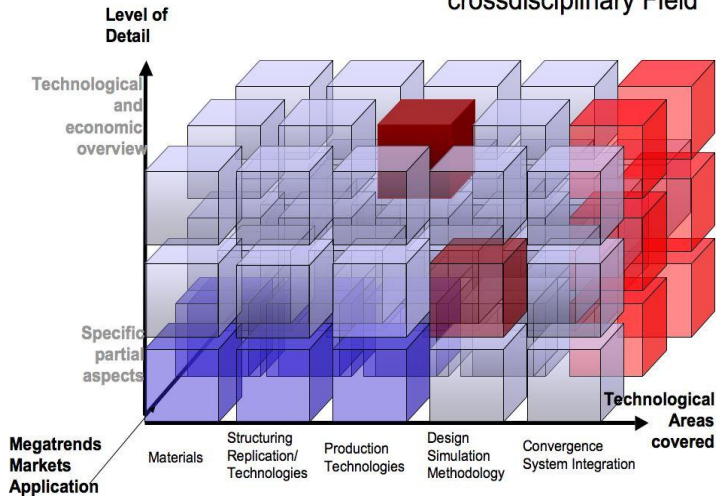 crossdisciplinary Field
Level of
Detail
Technological
and
economic
overview
Specific
partial
aspects
Technological
Areas
covered
Megatrends
Markets
Application
Materials
Structuring
Replication/
Technologies
Production
Technologies
Design
Simulation
Methodology
Convergence
System Integration